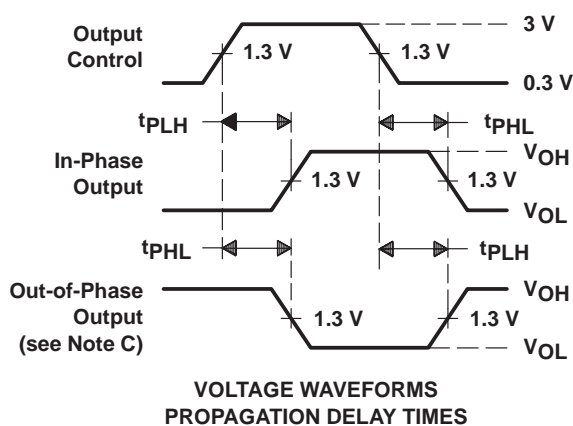 Output
Control
1.3 V
1.3 V
3 V
0.3 V
tPLH
tPHL
In-Phase
Output
1.3 V
1.3 V
VOH
VOL
tPHL
tPLH
Out-of-Phase
Output
(see Note C)
1.3 V
1.3 V
VOH
VOL
VOLTAGE WAVEFORMS
PROPAGATION DELAY TIMES